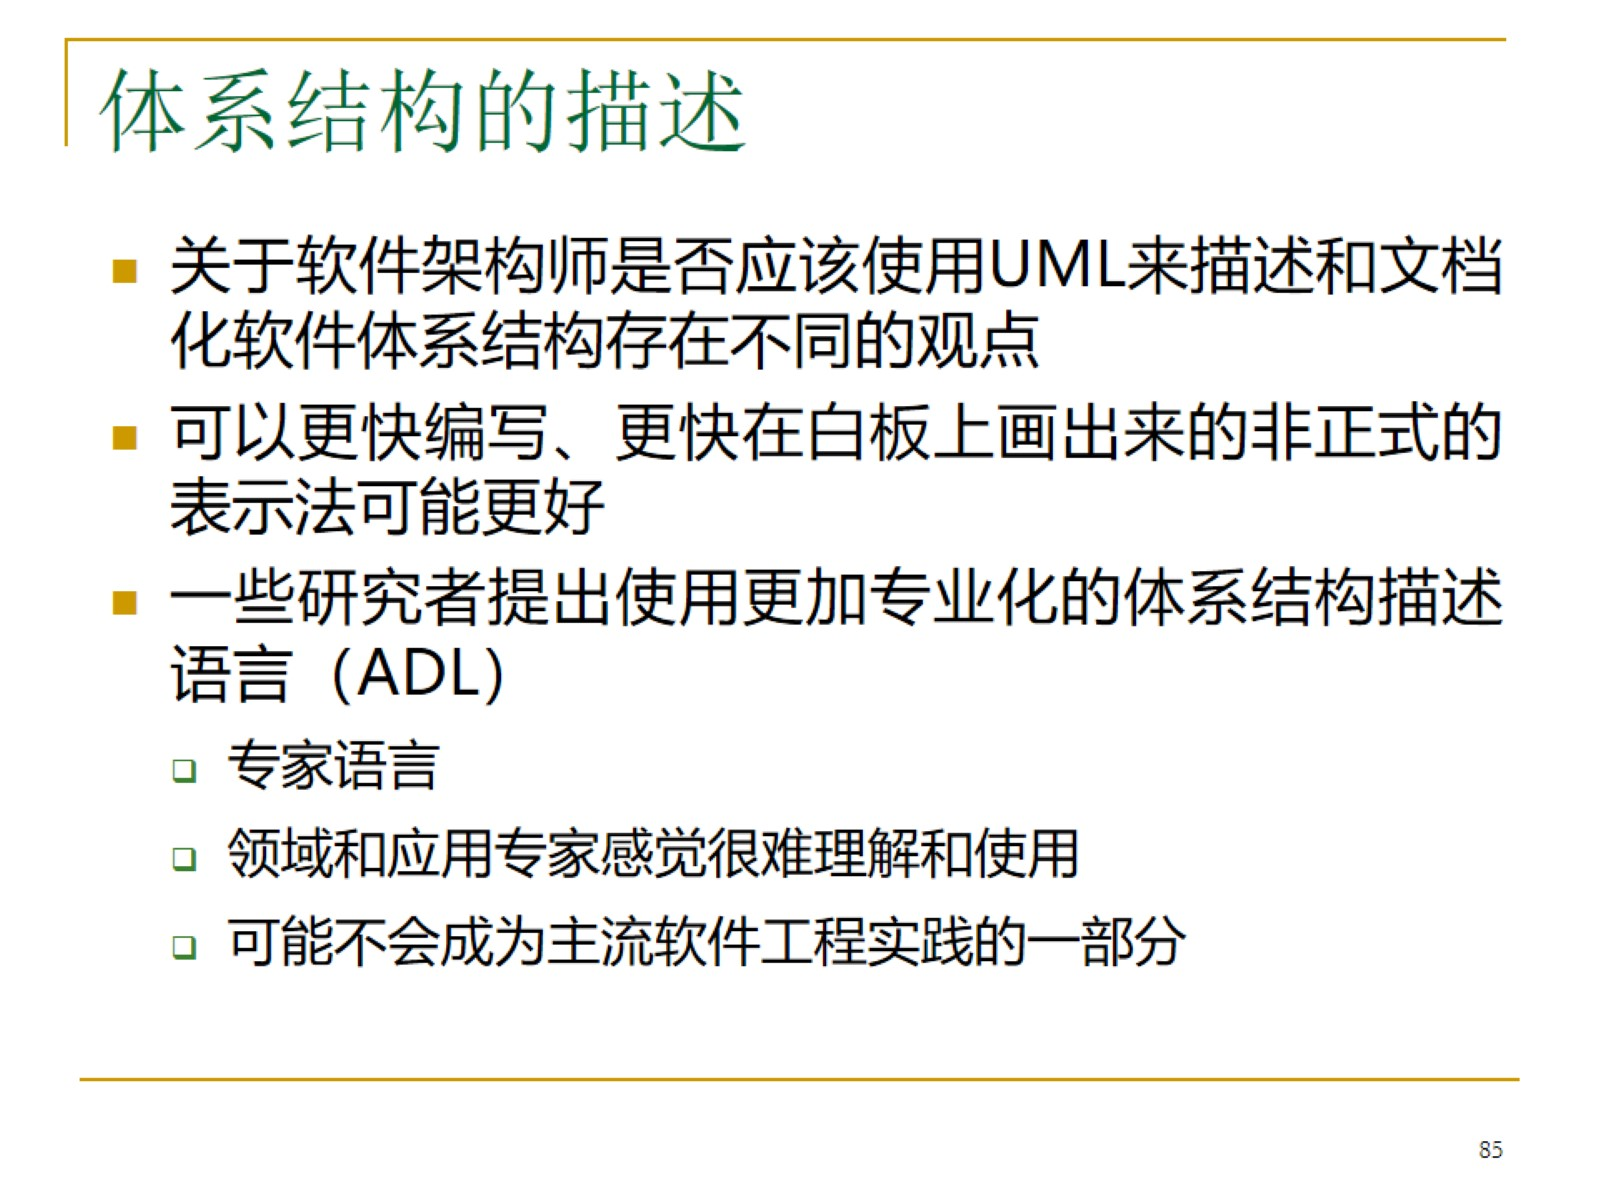 体系结构的描述
关于软件架构师是否应该使用UML来描述和文档
化软件体系结构存在不同的观点
可以更快编写、更快在白板上画出来的非正式的
表示法可能更好
一些研究者提出使用更加专业化的体系结构描述
语言（ADL）
专家语言
领域和应用专家感觉很难理解和使用
可能不会成为主流软件工程实践的一部分
85